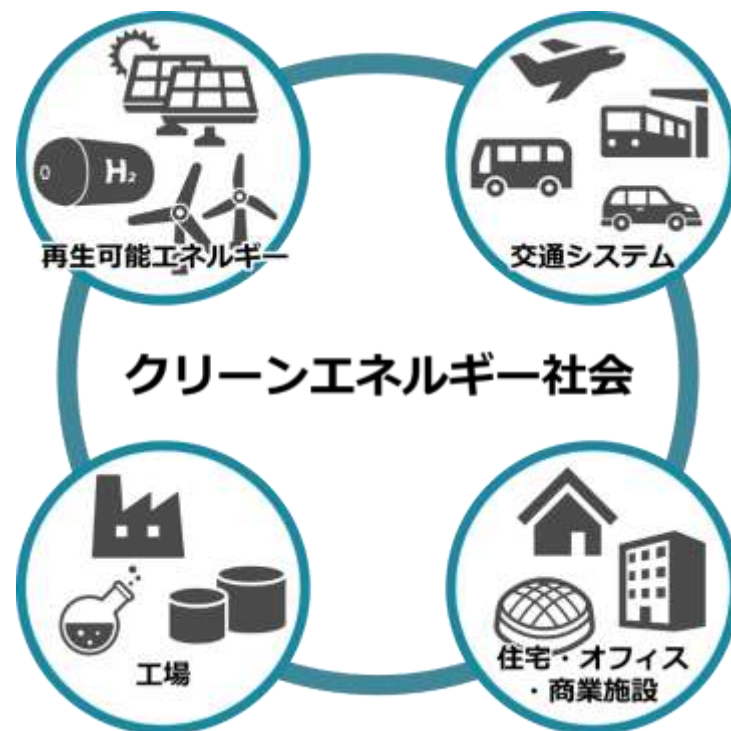 H₂
0
再生可能エネルギー
交通システム
クリーンエネルギー社会
工場
住宅・オフィス
・商業施設